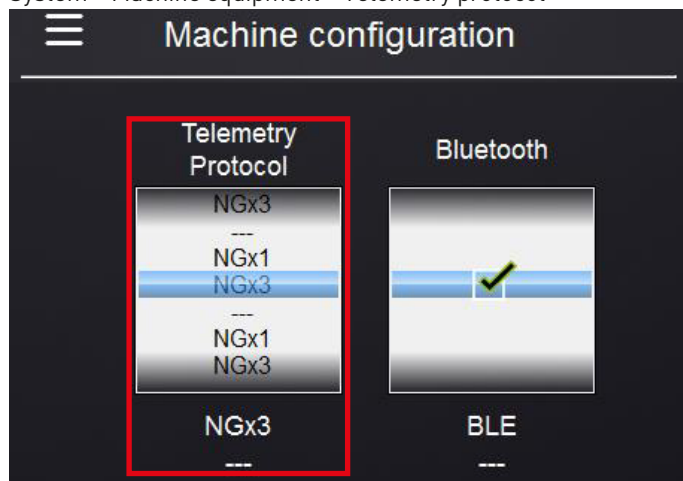 System – Machine equipment – Telemetry protocol
Machine configuration
Telemetry
Protocol
NGx3
---
NGx1
NGx3
---
NGx1
NGx3
NGx3
---
Bluetooth
BLE
---